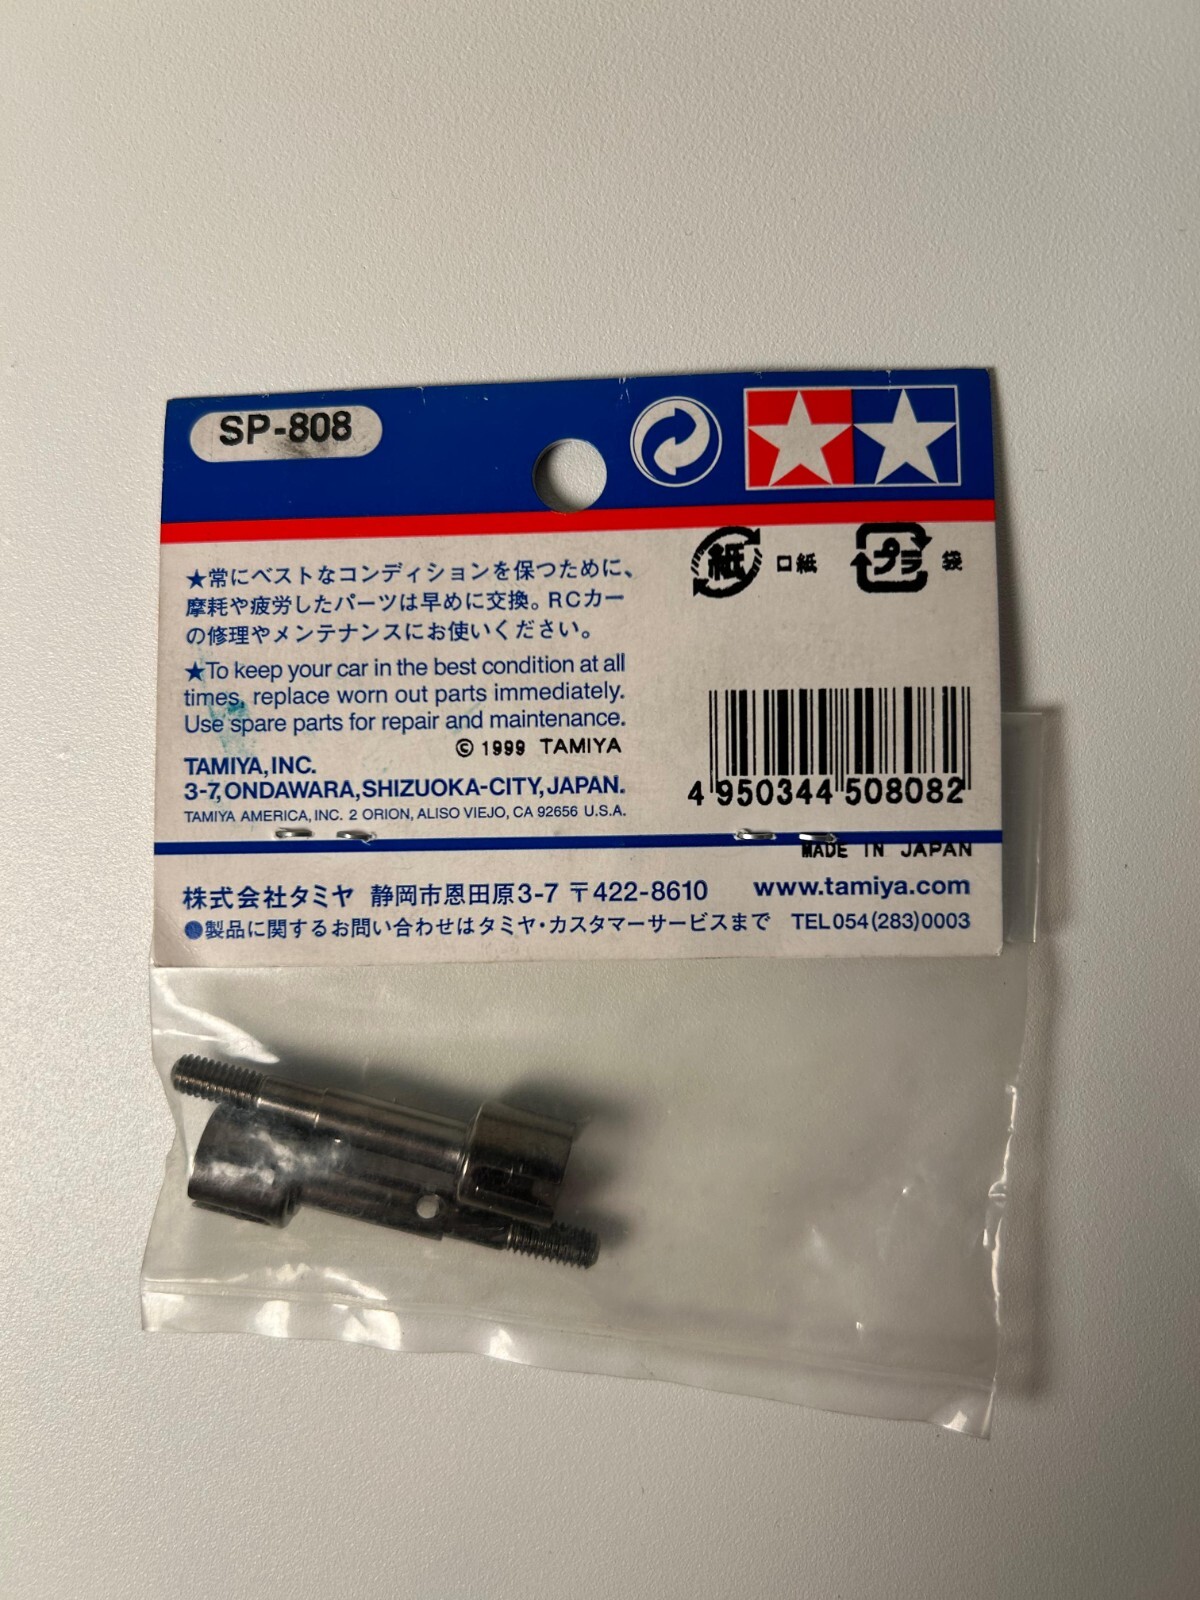 SP-808
紙 口紙 プラ 袋
★常にベストなコンディションを保つために、
摩耗や疲労したパーツは早めに交換。RCカー
の修理やメンテナンスにお使いください。
★To keep your car in the best condition at all
times, replace worn out parts immediately.
Use spare parts for repair and maintenance.
© 1999 TAMIYA
TAMIYA, INC.
3-7, ONDAWARA, SHIZUOKA-CITY, JAPAN.
TAMIYA AMERICA, INC. 2 ORION, ALISO VIEJO, CA 92656 U.S.A.
4 950344 508082
MADE IN JAPAN
株式会社タミヤ 静岡市恩田原3-7 〒422-8610 www.tamiya.com
●製品に関するお問い合わせはタミヤ・カスタマーサービスまで TEL 054(283)0003